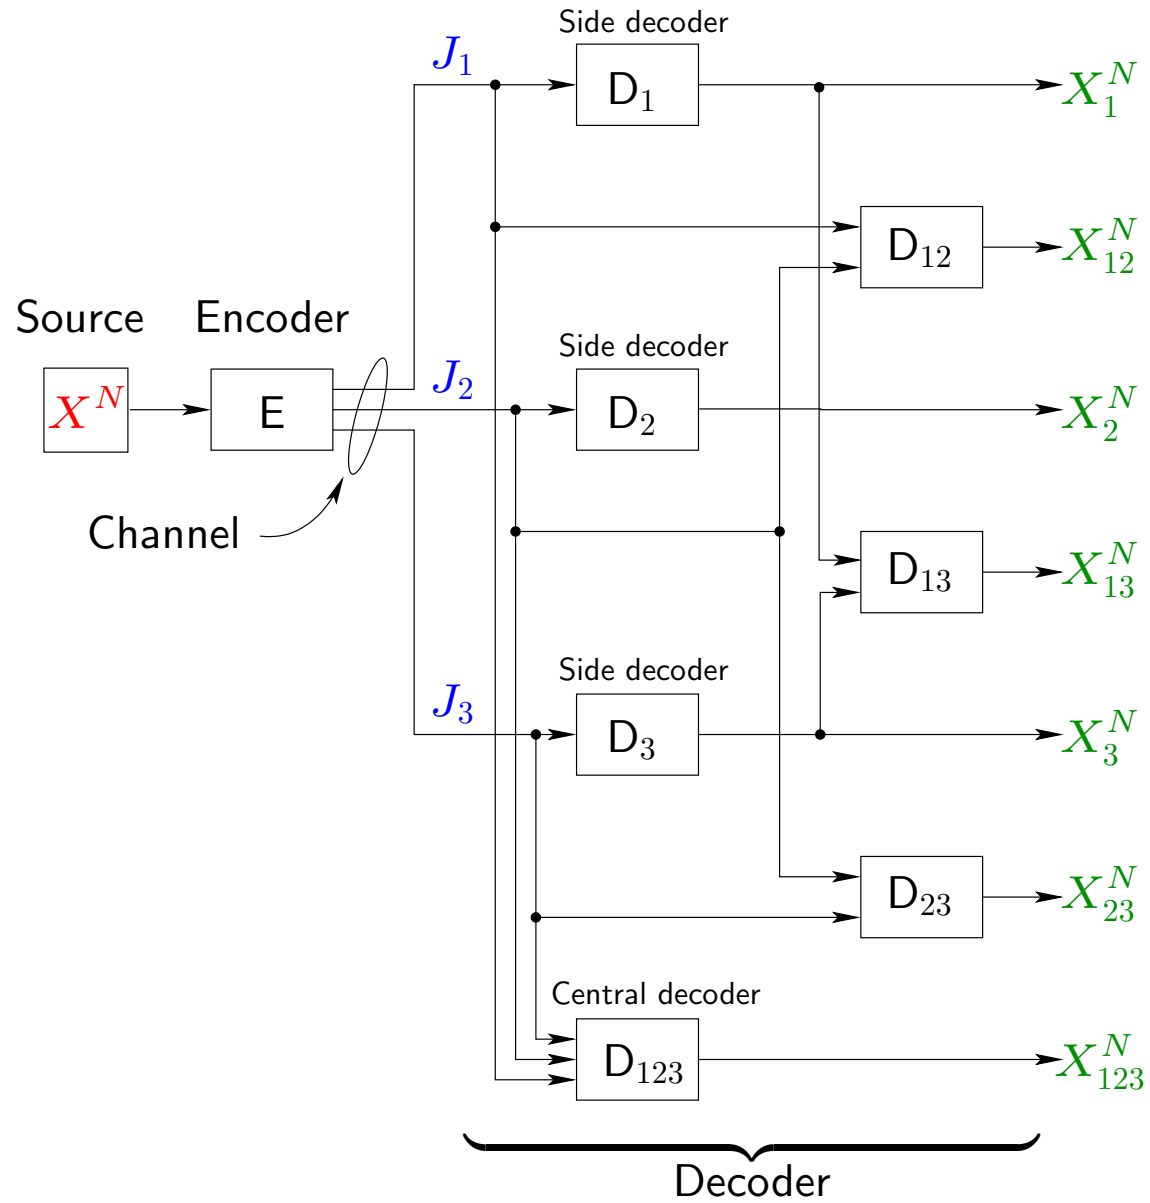 Side decoder
J₁
D₁
X₁ᴺ
D₁₂
X₁₂ᴺ
Source
Encoder
Side decoder
Xᴺ
E
J₂
D₂
X₂ᴺ
Channel
D₁₃
X₁₃ᴺ
Side decoder
J₃
D₃
X₃ᴺ
D₂₃
X₂₃ᴺ
Central decoder
D₁₂₃
X₁₂₃ᴺ
Decoder